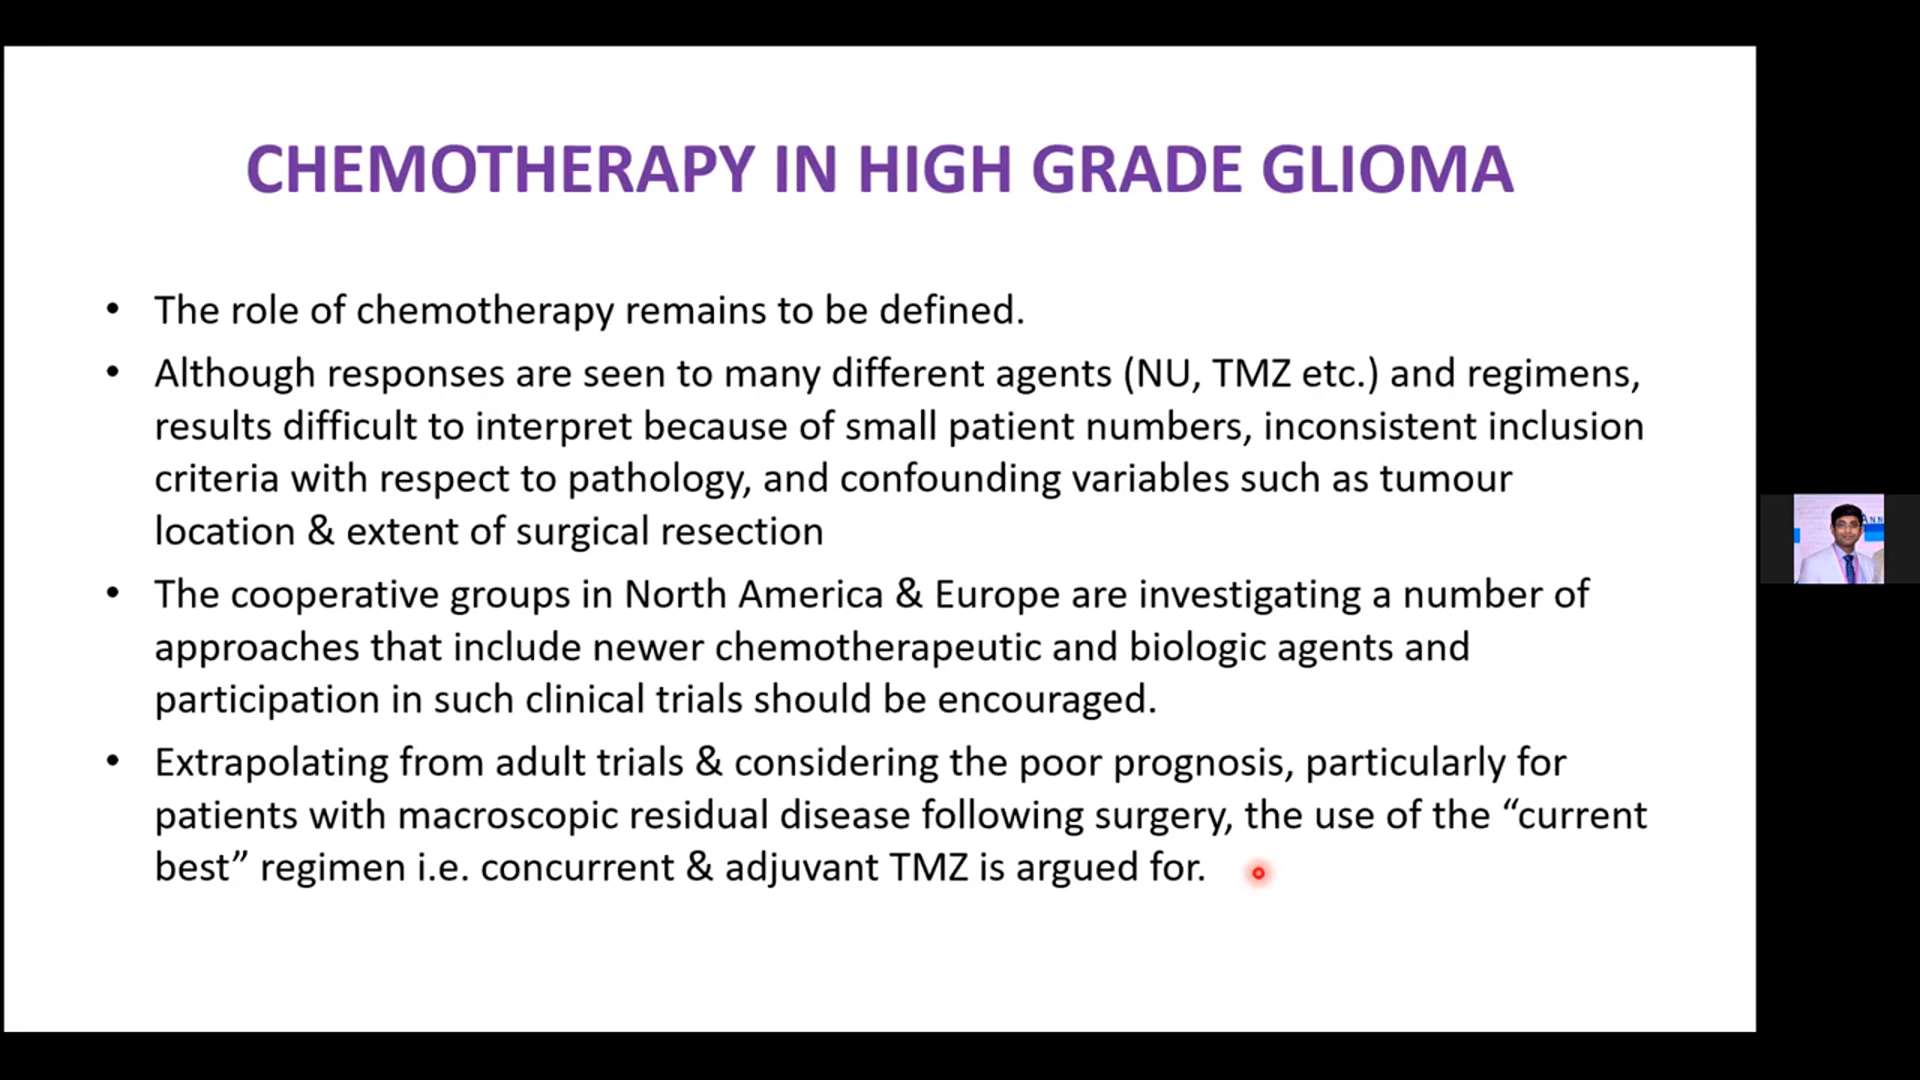 CHEMOTHERAPY IN HIGH GRADE GLIOMA
• The role of chemotherapy remains to be defined.
• Although responses are seen to many different agents (NU, TMZ etc.) and regimens,
results difficult to interpret because of small patient numbers, inconsistent inclusion
criteria with respect to pathology, and confounding variables such as tumour
location & extent of surgical resection
• The cooperative groups in North America & Europe are investigating a number of
approaches that include newer chemotherapeutic and biologic agents and
participation in such clinical trials should be encouraged.
• Extrapolating from adult trials & considering the poor prognosis, particularly for
patients with macroscopic residual disease following surgery, the use of the “current
best” regimen i.e. concurrent & adjuvant TMZ is argued for.